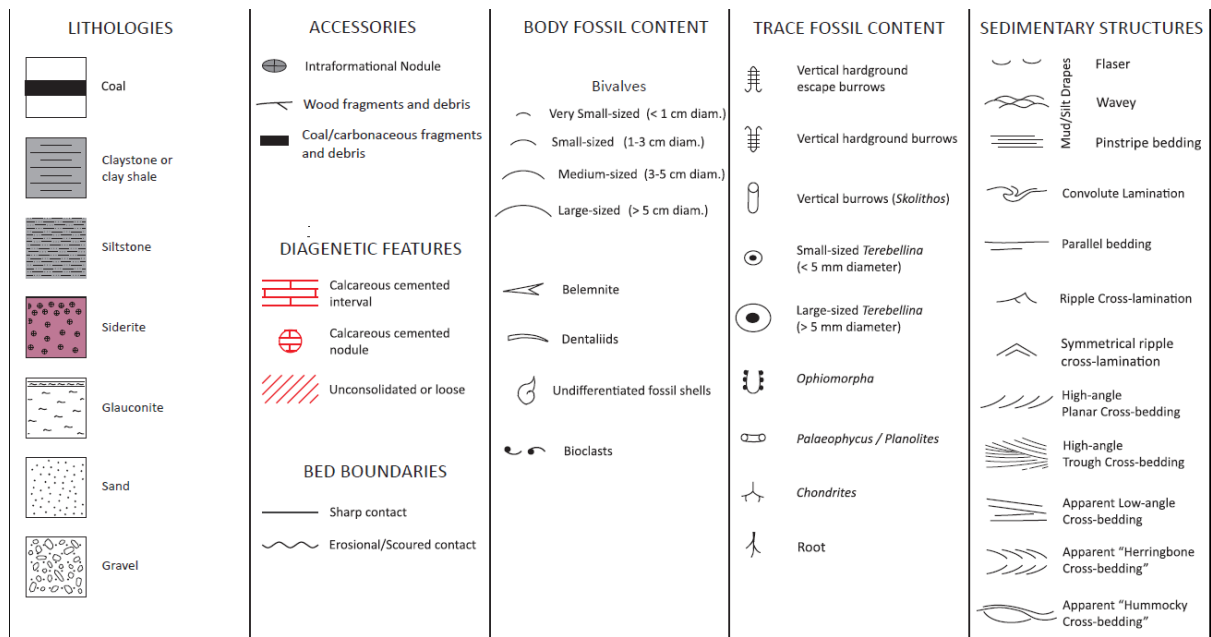 LITHOLOGIES
Coal
Claystone or
clay shale
Siltstone
Siderite
Glauconite
Sand
Gravel
ACCESSORIES
Intraformational Nodule
Wood fragments and debris
Coal/carbonaceous fragments
and debris
DIAGENETIC FEATURES
Calcareous cemented
interval
Calcareous cemented
nodule
Unconsolidated or loose
BED BOUNDARIES
Sharp contact
Erosional/Scoured contact
BODY FOSSIL CONTENT
Bivalves
Very Small-sized (< 1 cm diam.)
Small-sized (1-3 cm diam.)
Medium-sized (3-5 cm diam.)
Large-sized (> 5 cm diam.)
Belemnite
Dentaliids
Undifferentiated fossil shells
Bioclasts
TRACE FOSSIL CONTENT
Vertical hardground
escape burrows
Vertical hardground burrows
Vertical burrows (Skolithos)
Small-sized Terebellina
(< 5 mm diameter)
Large-sized Terebellina
(> 5 mm diameter)
Ophiomorpha
Palaeophycus / Planolites
Chondrites
Root
SEDIMENTARY STRUCTURES
Mud/Silt Drapes
Flaser
Wavey
Pinstripe bedding
Convolute Lamination
Parallel bedding
Ripple Cross-lamination
Symmetrical ripple
cross-lamination
High-angle
Planar Cross-bedding
High-angle
Trough Cross-bedding
Apparent Low-angle
Cross-bedding
Apparent "Herringbone
Cross-bedding"
Apparent "Hummocky
Cross-bedding"